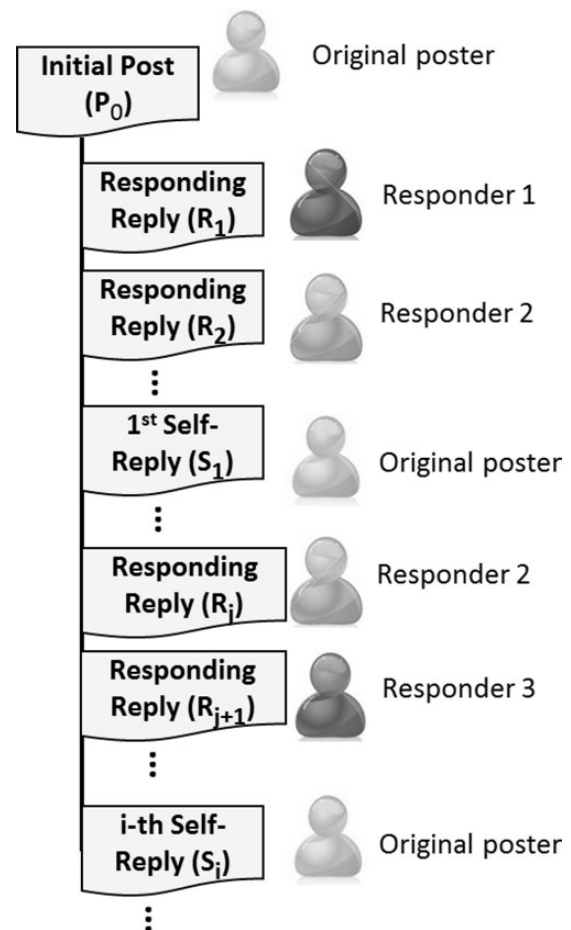 Initial Post
(P0)
Original poster
Responding
Reply (R1)
Responder 1
Responding
Reply (R2)
Responder 2
⋮
1st Self-
Reply (S1)
Original poster
⋮
Responding
Reply (Rj)
Responder 2
Responding
Reply (Rj+1)
Responder 3
⋮
i-th Self-
Reply (Si)
Original poster
⋮